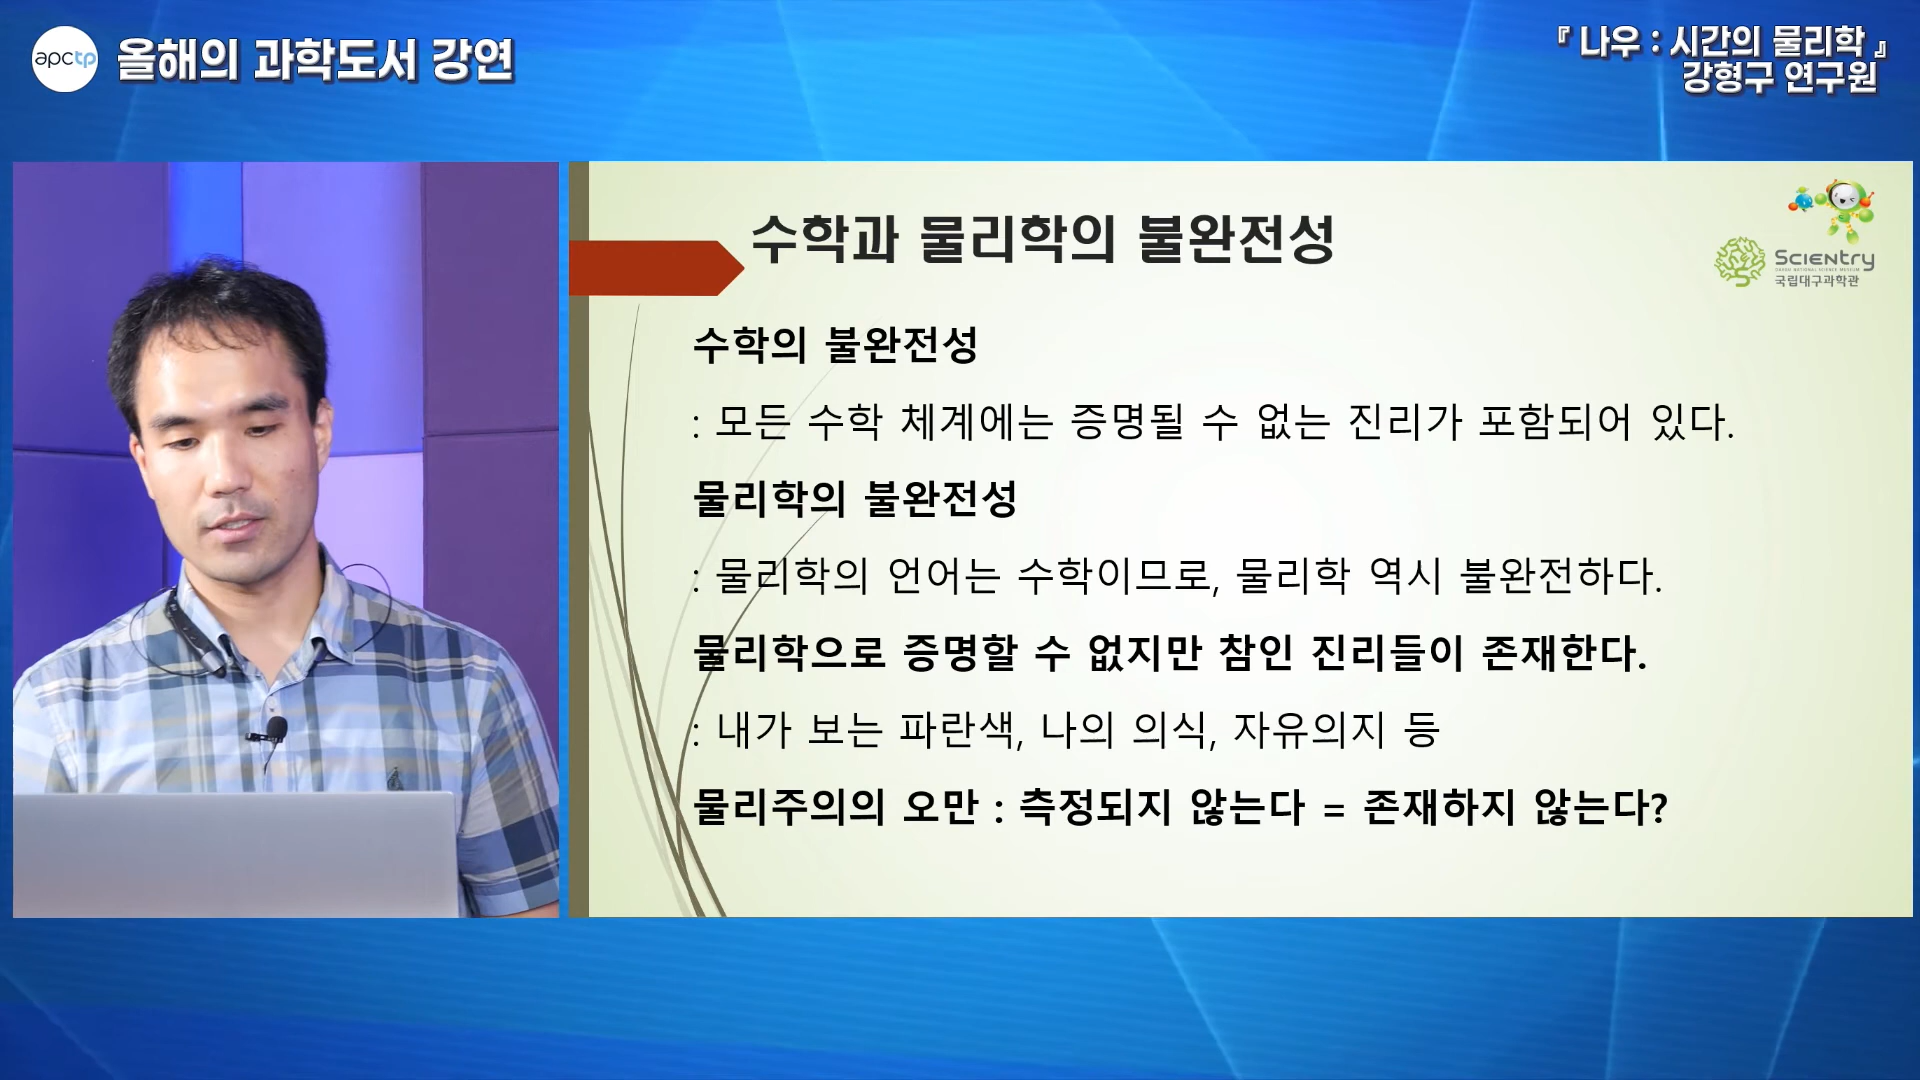 apctp 올해의 과학도서 강연
『 나우 : 시간의 물리학 』
강형구 연구원
수학과 물리학의 불완전성
Scientry
DAEGU NATIONAL SCIENCE MUSEUM
국립대구과학관
수학의 불완전성
: 모든 수학 체계에는 증명될 수 없는 진리가 포함되어 있다.
물리학의 불완전성
: 물리학의 언어는 수학이므로, 물리학 역시 불완전하다.
물리학으로 증명할 수 없지만 참인 진리들이 존재한다.
: 내가 보는 파란색, 나의 의식, 자유의지 등
물리주의의 오만 : 측정되지 않는다 = 존재하지 않는다?